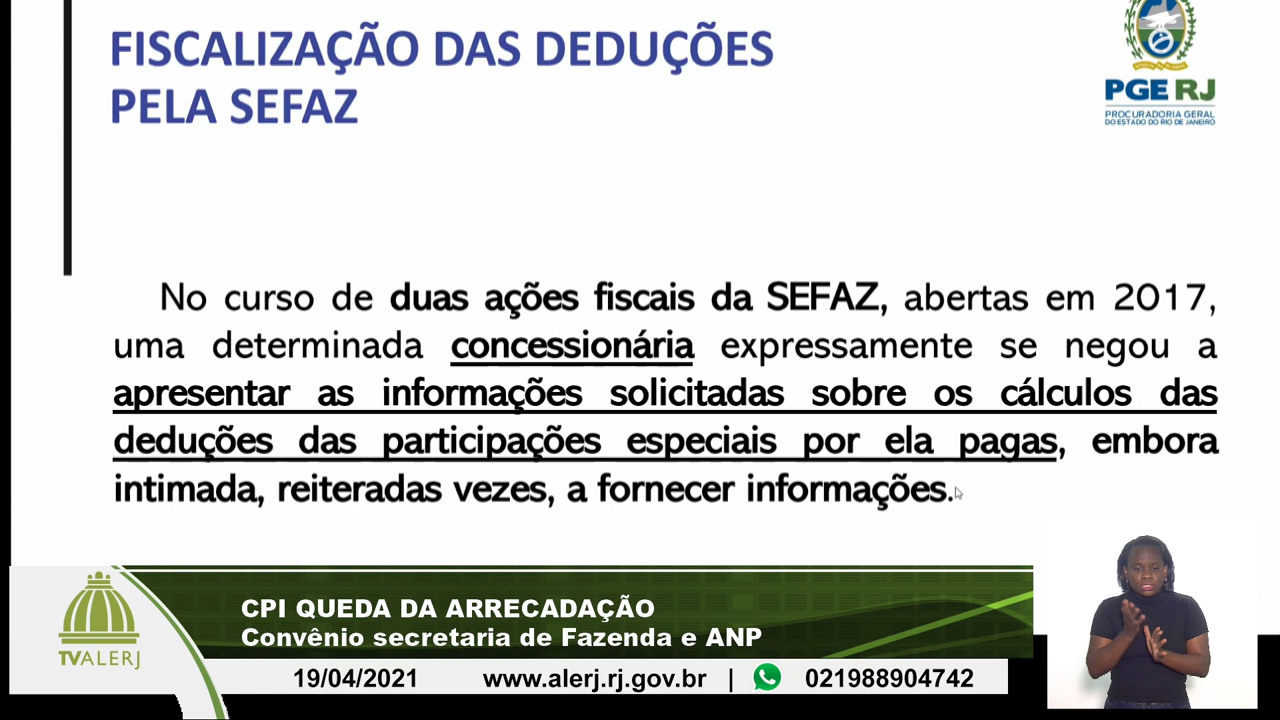 FISCALIZAÇÃO DAS DEDUÇÕES
PELA SEFAZ
PGE RJ
PROCURADORIA GERAL
DO ESTADO DO RIO DE JANEIRO
No curso de duas ações fiscais da SEFAZ, abertas em 2017,
uma determinada concessionária expressamente se negou a
apresentar as informações solicitadas sobre os cálculos das
deduções das participações especiais por ela pagas, embora
intimada, reiteradas vezes, a fornecer informações.
CPI QUEDA DA ARRECADAÇÃO
Convênio secretaria de Fazenda e ANP
TVALERJ
19/04/2021 www.alerj.rj.gov.br | 021988904742